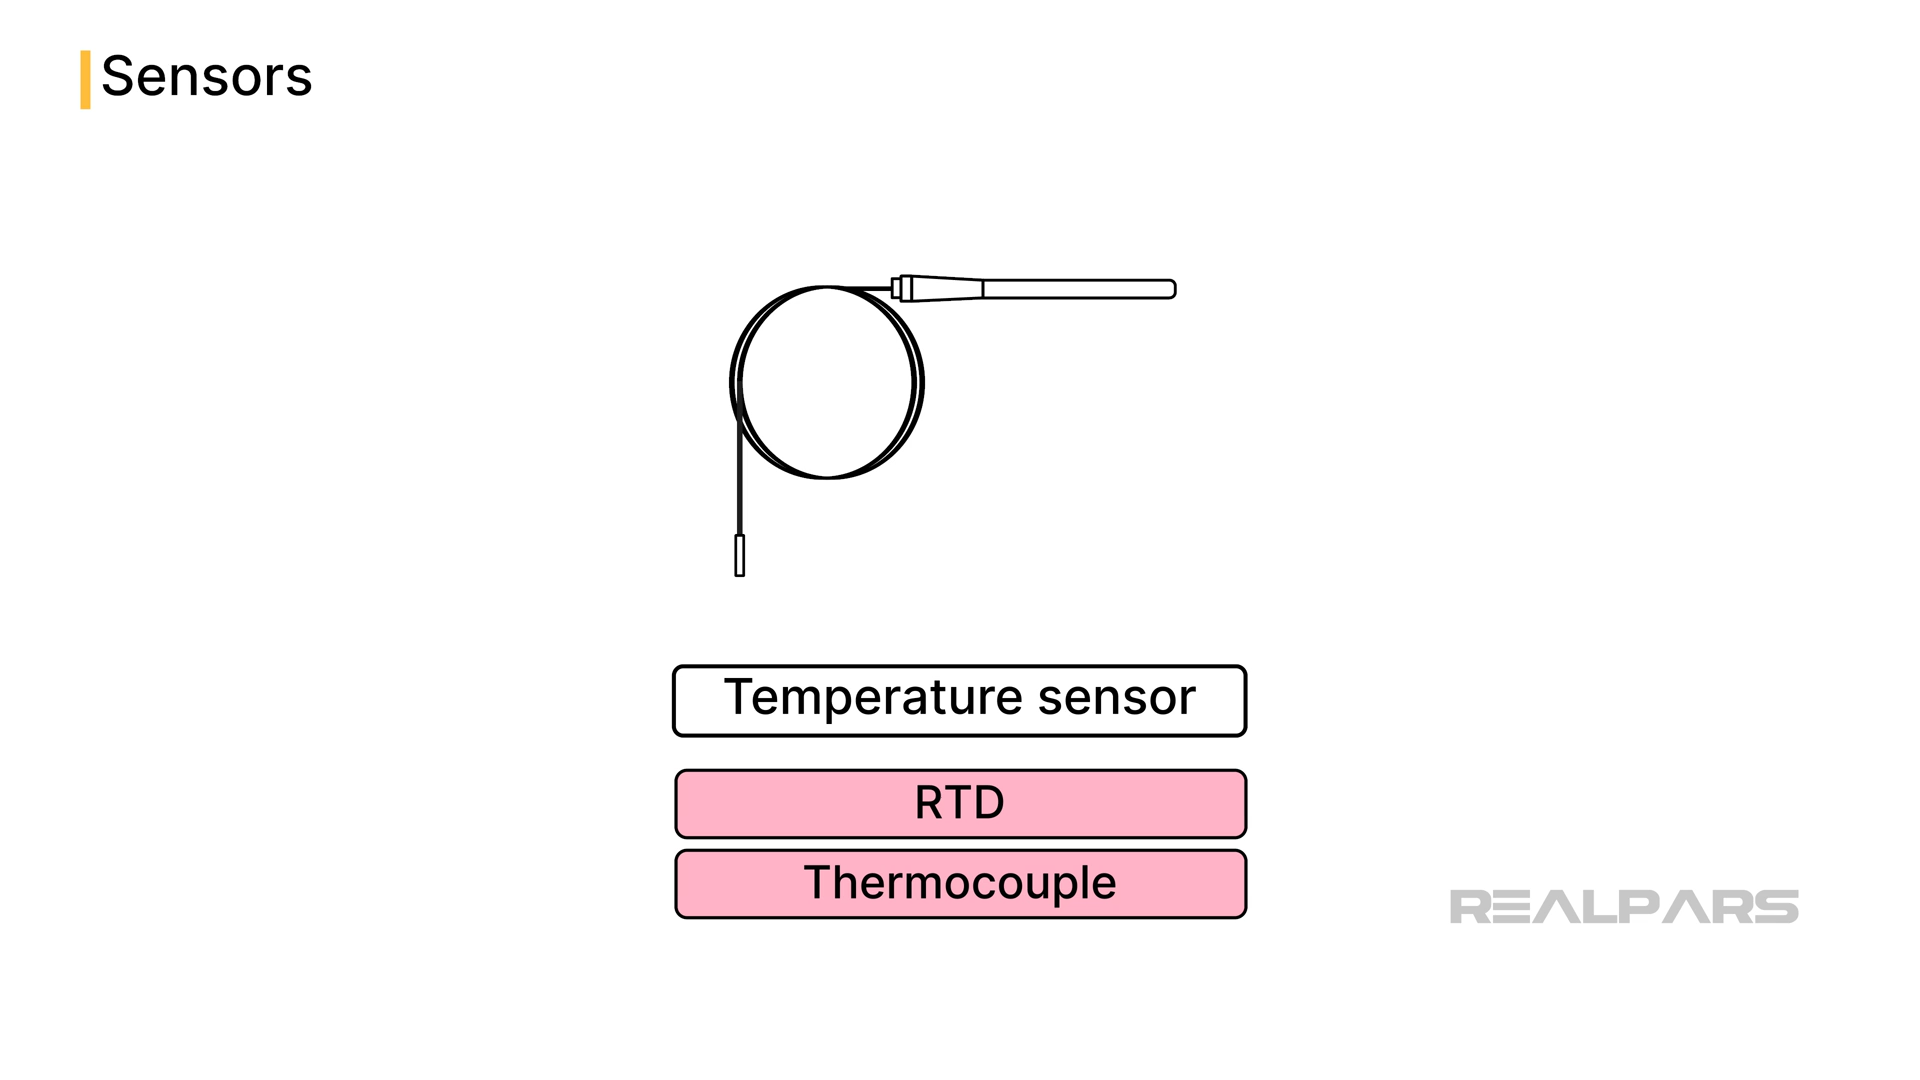 Sensors
Temperature sensor
RTD
Thermocouple
REALPARS